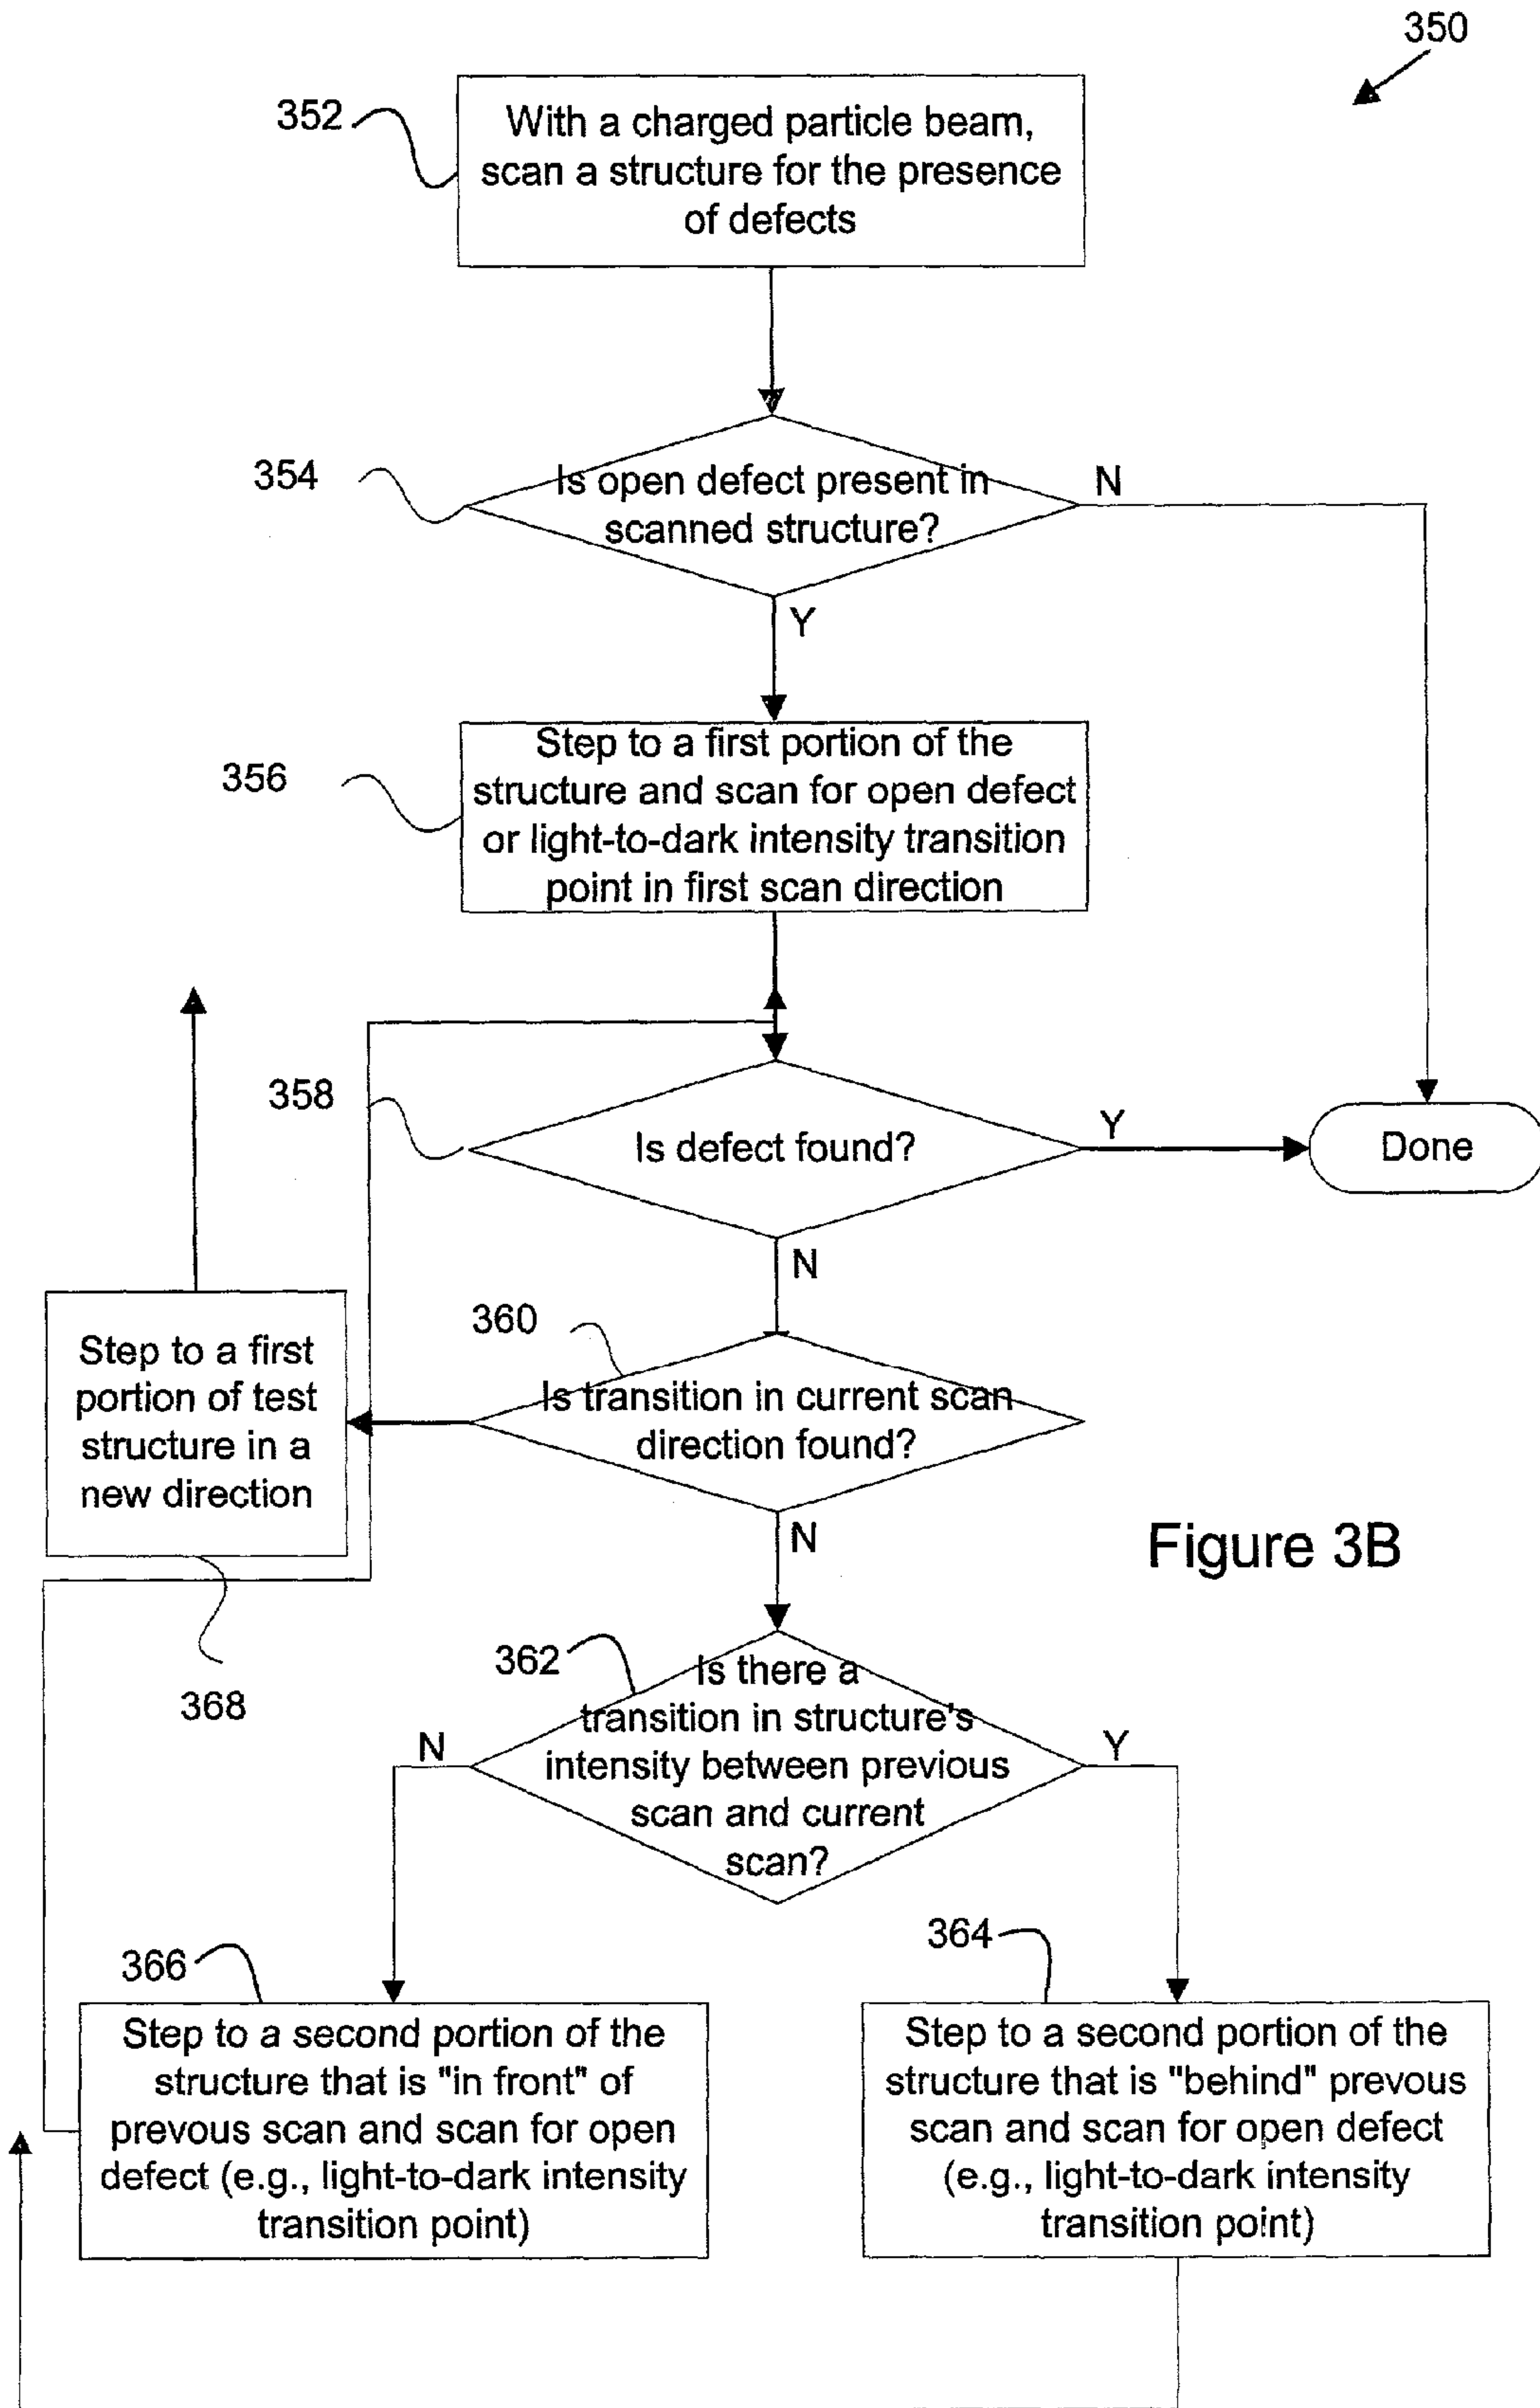 350
352
With a charged particle beam,
scan a structure for the presence
of defects
354
Is open defect present in
scanned structure?
N
Y
356
Step to a first portion of the
structure and scan for open defect
or light-to-dark intensity transition
point in first scan direction
358
Is defect found?
Y
Done
N
360
Is transition in current scan
direction found?
Step to a first
portion of test
structure in a
new direction
368
N
Figure 3B
362
Is there a
transition in structure's
intensity between previous
scan and current
scan?
N
Y
366
Step to a second portion of the
structure that is "in front" of
prevous scan and scan for open
defect (e.g., light-to-dark intensity
transition point)
364
Step to a second portion of the
structure that is "behind" prevous
scan and scan for open defect
(e.g., light-to-dark intensity
transition point)